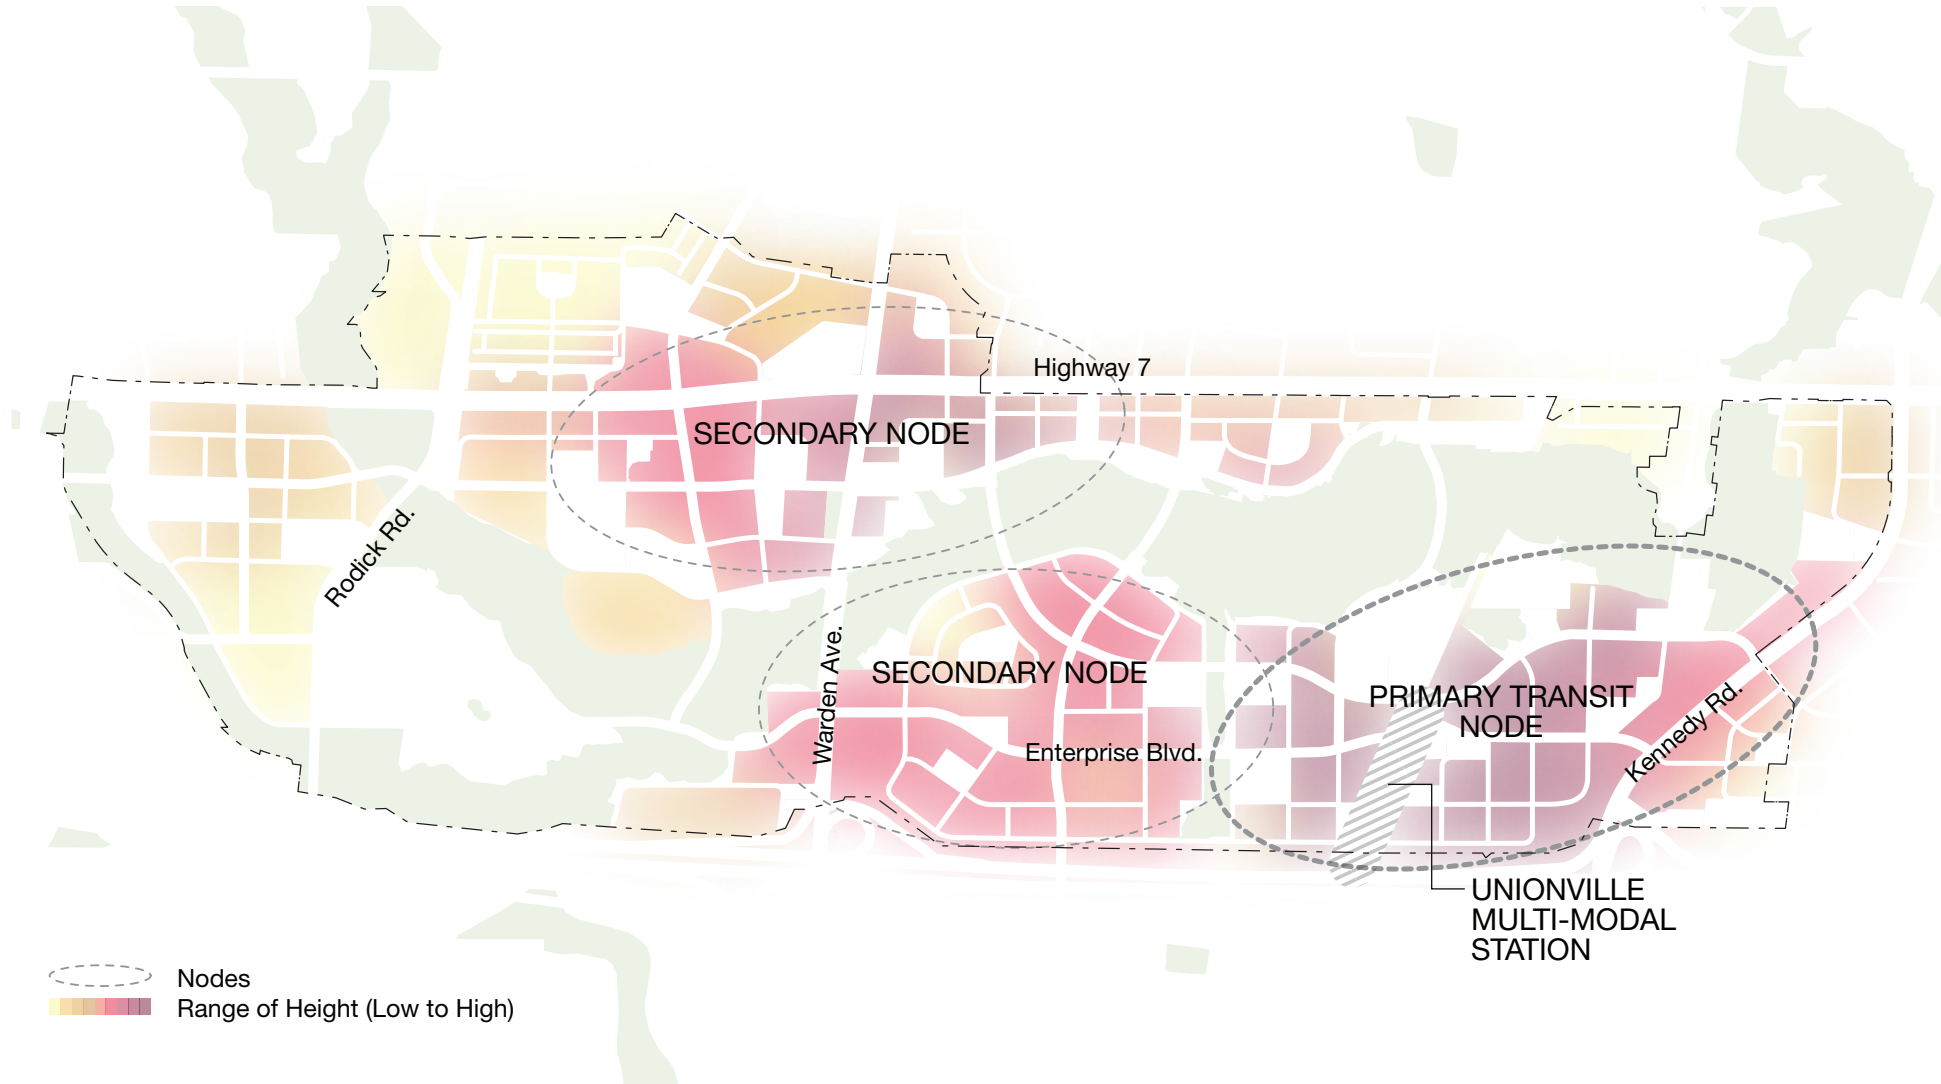 Highway 7
SECONDARY NODE
Rodick Rd.
Warden Ave.
SECONDARY NODE
Enterprise Blvd.
PRIMARY TRANSIT
NODE
Kennedy Rd.
UNIONVILLE
MULTI-MODAL
STATION
Nodes
Range of Height (Low to High)